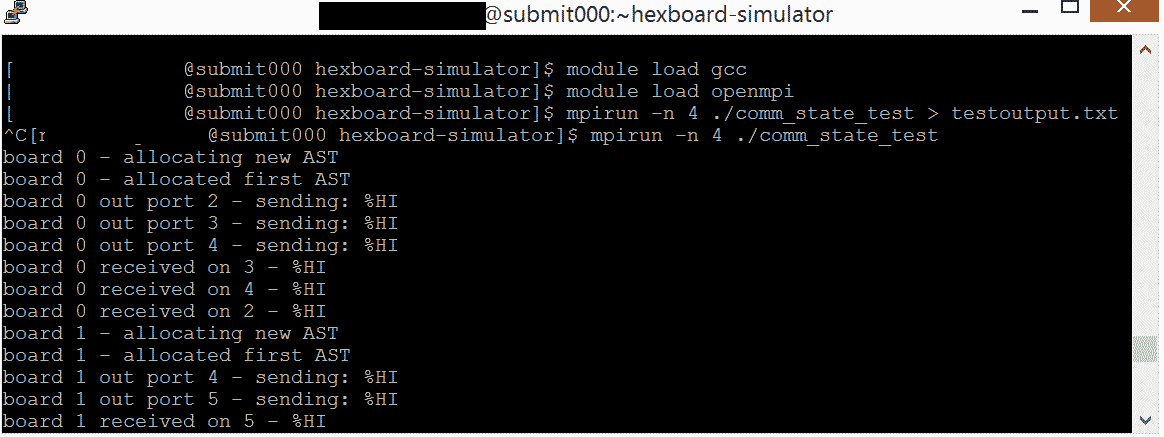 @submit000:~hexboard-simulator
[ @submit000 hexboard-simulator]$ module load gcc
[ @submit000 hexboard-simulator]$ module load openmpi
[ @submit000 hexboard-simulator]$ mpirun -n 4 ./comm_state_test > testoutput.txt
^C[r @submit000 hexboard-simulator]$ mpirun -n 4 ./comm_state_test
board 0 - allocating new AST
board 0 - allocated first AST
board 0 out port 2 - sending: %HI
board 0 out port 3 - sending: %HI
board 0 out port 4 - sending: %HI
board 0 received on 3 - %HI
board 0 received on 4 - %HI
board 0 received on 2 - %HI
board 1 - allocating new AST
board 1 - allocated first AST
board 1 out port 4 - sending: %HI
board 1 out port 5 - sending: %HI
board 1 received on 5 - %HI